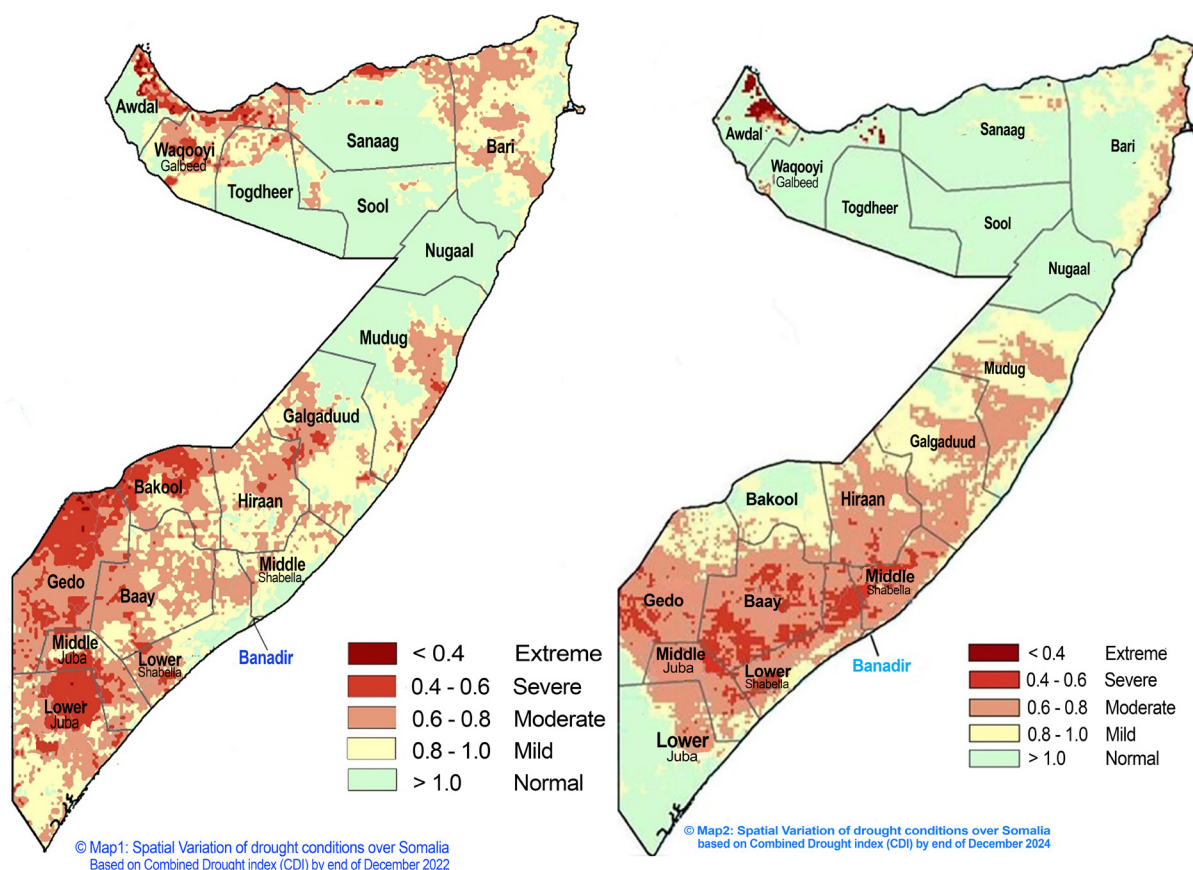 Awdal
Waqooyi
Galbeed
Togdheer
Sanaag
Sool
Bari
Nugaal
Mudug
Galgaduud
Hiraan
Bakool
Gedo
Baay
Middle
Shabella
Middle
Juba
Lower
Shabella
Lower
Juba
Banadir
< 0.4 Extreme
0.4 - 0.6 Severe
0.6 - 0.8 Moderate
0.8 - 1.0 Mild
> 1.0 Normal
© Map1: Spatial Variation of drought conditions over Somalia
Based on Combined Drought index (CDI) by end of December 2022
Awdal
Waqooyi
Galbeed
Togdheer
Sanaag
Sool
Bari
Nugaal
Mudug
Galgaduud
Hiraan
Bakool
Gedo
Baay
Middle
Shabella
Middle
Juba
Lower
Shabella
Lower
Juba
Banadir
< 0.4 Extreme
0.4 - 0.6 Severe
0.6 - 0.8 Moderate
0.8 - 1.0 Mild
> 1.0 Normal
© Map2: Spatial Variation of drought conditions over Somalia
based on Combined Drought index (CDI) by end of December 2024